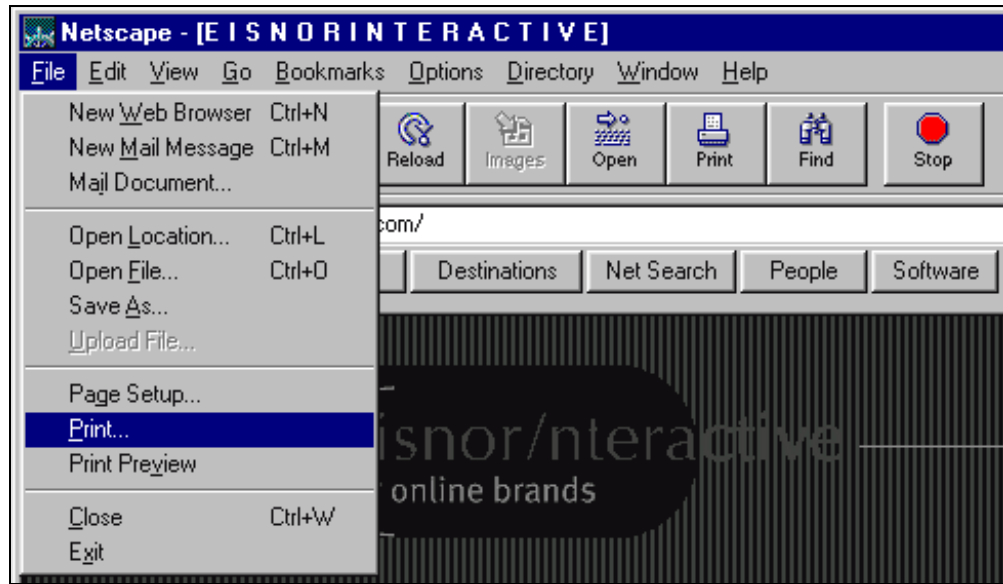 Netscape - [E I S N O R I N T E R A C T I V E]
File Edit View Go Bookmarks Options Directory Window Help
New Web Browser Ctrl+N
New Mail Message Ctrl+M
Mail Document...
Open Location... Ctrl+L
Open File... Ctrl+O
Save As...
Upload File...
Page Setup...
Print...
Print Preview
Close Ctrl+W
Exit
Reload Images Open Print Find Stop
com/
Destinations Net Search People Software
isnor/nteractive
online brands